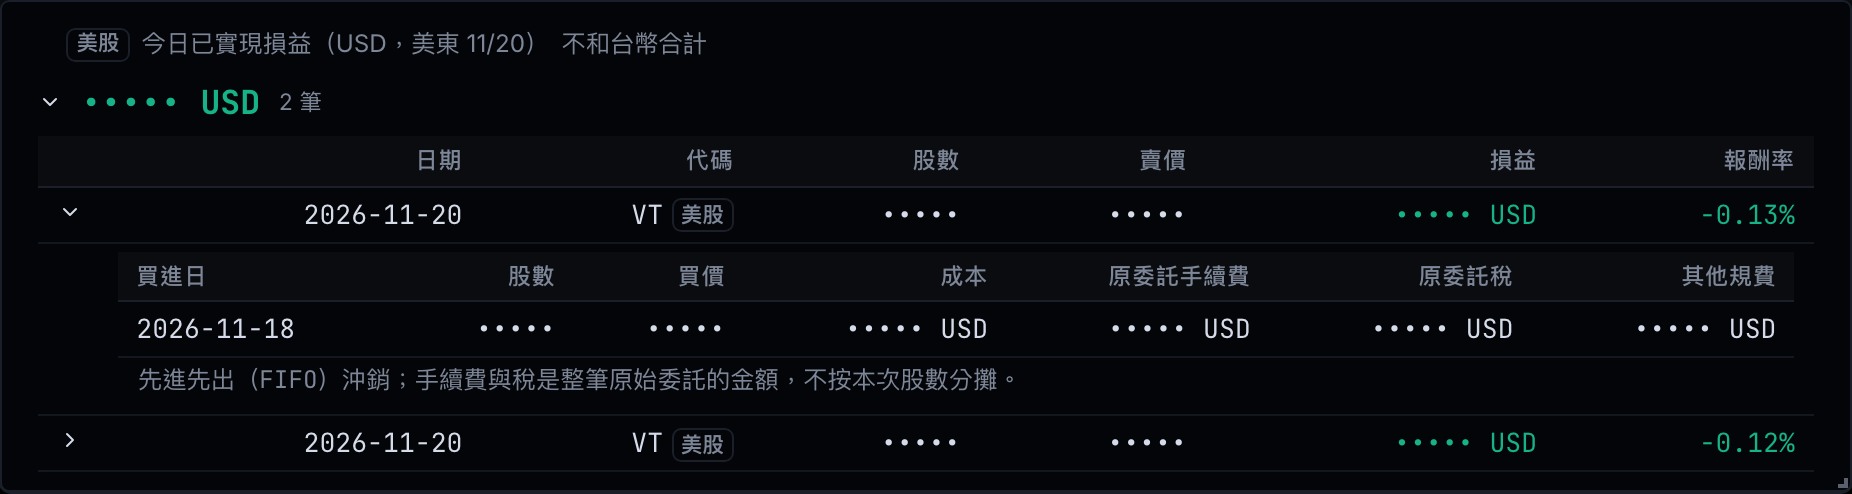 美股 今日已實現損益（USD，美東 11/20） 不和台幣合計
••••• USD 2 筆
日期 代碼 股數 賣價 損益 報酬率
2026-11-20 VT 美股 ••••• ••••• ••••• USD -0.13%
買進日 股數 買價 成本 原委託手續費 原委託稅 其他規費
2026-11-18 ••••• ••••• ••••• USD ••••• USD ••••• USD ••••• USD
先進先出（FIFO）沖銷；手續費與稅是整筆原始委託的金額，不按本次股數分攤。
2026-11-20 VT 美股 ••••• ••••• ••••• USD -0.12%